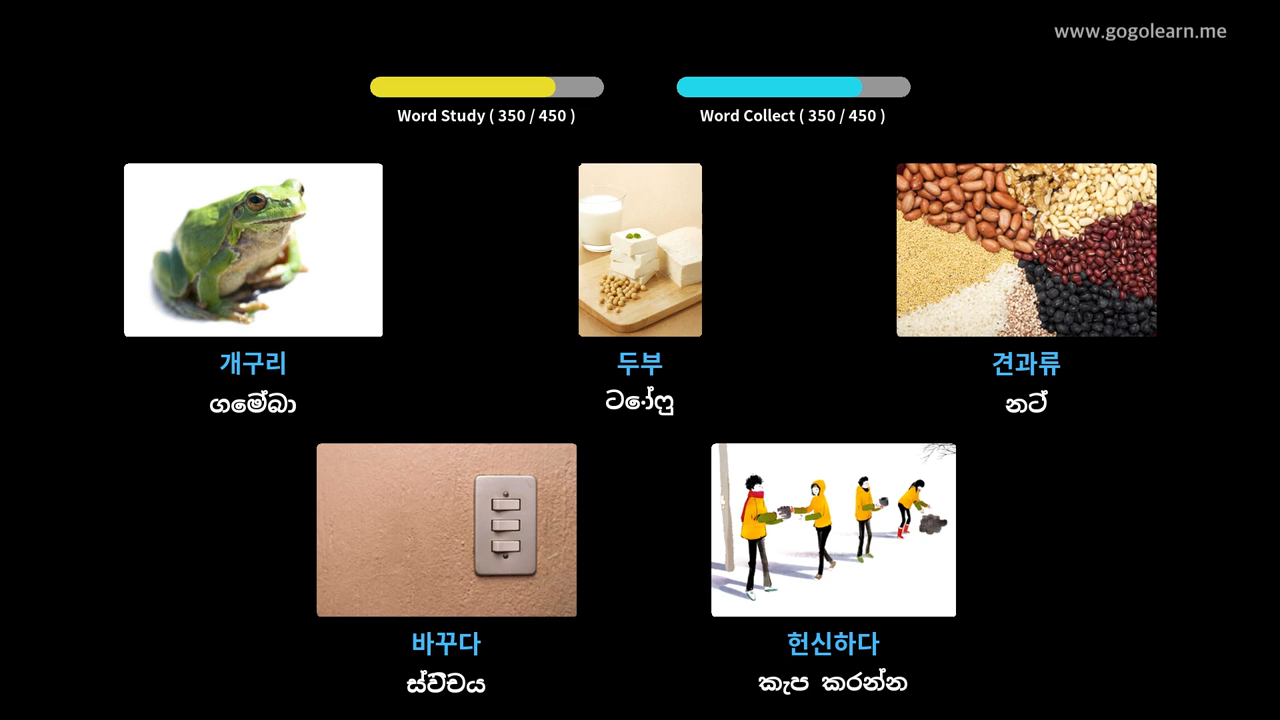 www.gogolearn.me
Word Study ( 350 / 450 )
Word Collect ( 350 / 450 )
개구리
ගමේබා
두부
ටෝෆු
견과류
නට්
바꾸다
ස්විචය
헌신하다
කැප කරන්න